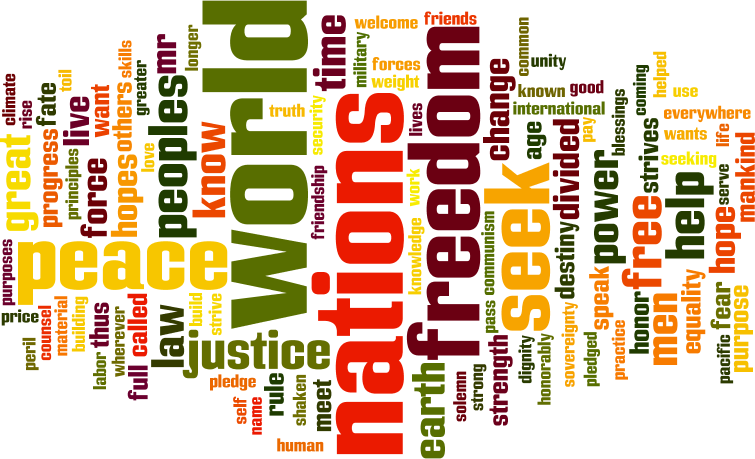 climate
rise
great
purposes
price
peril
counsel
material
building
progress
fate
toil
principles
live
force
want
peace
thus
labor
wherever
hopes
others
skills
greater
love
full
called
peoples
mr
longer
law
know
build
strive
justice
world
pledge
self
name
rule
shaken
meet
human
truth
security
friendship
time
nations
welcome
military
forces
weight
friends
lives
work
knowledge
freedom
earth
solemn
strong
change
communism
pass
strength
seek
common
unity
known
good
international
age
divided
destiny
dignity
honorably
sovereignty
pay
power
speak
pledged
practice
blessings
coming
strives
free
honor
men
helped
use
everywhere
wants
seeking
help
equality
life
serve
hope
mankind
fear
pacific
purpose